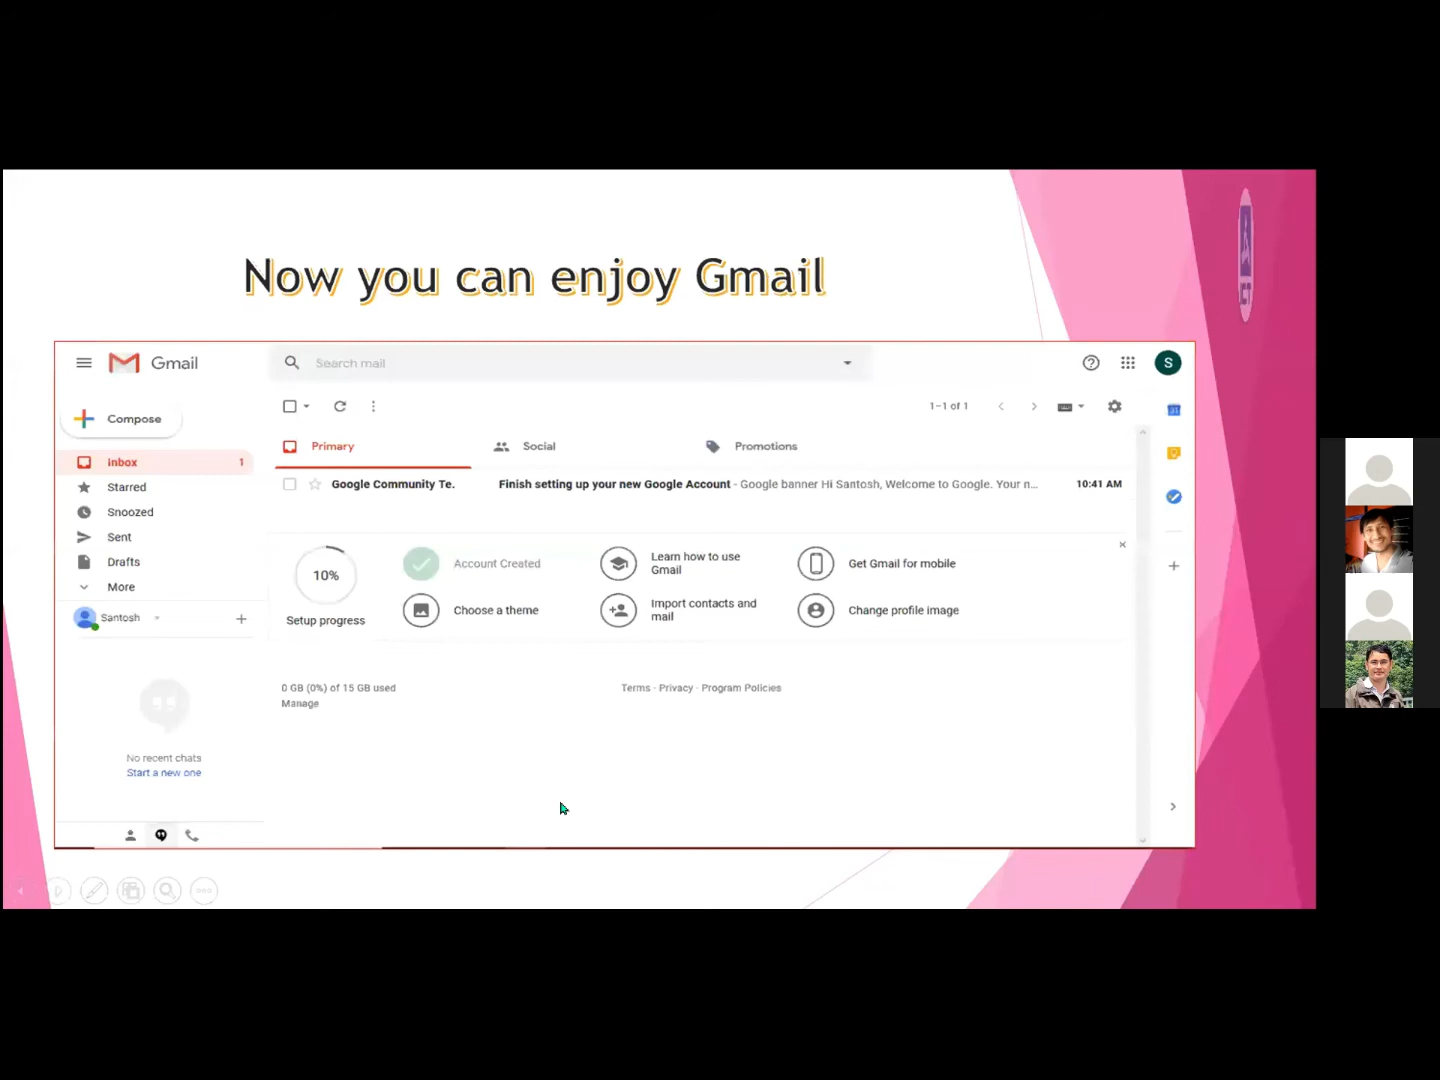 Now you can enjoy Gmail
Gmail
Search mail
S
Compose
1–1 of 1
Inbox 1
Primary
Social
Promotions
Starred
Google Community Te.
Finish setting up your new Google Account - Google banner Hi Santosh, Welcome to Google. Your n...
10:41 AM
Snoozed
Sent
Drafts
More
Santosh
10%
Setup progress
Account Created
Learn how to use
Gmail
Get Gmail for mobile
Choose a theme
Import contacts and
mail
Change profile image
0 GB (0%) of 15 GB used
Manage
Terms · Privacy · Program Policies
No recent chats
Start a new one